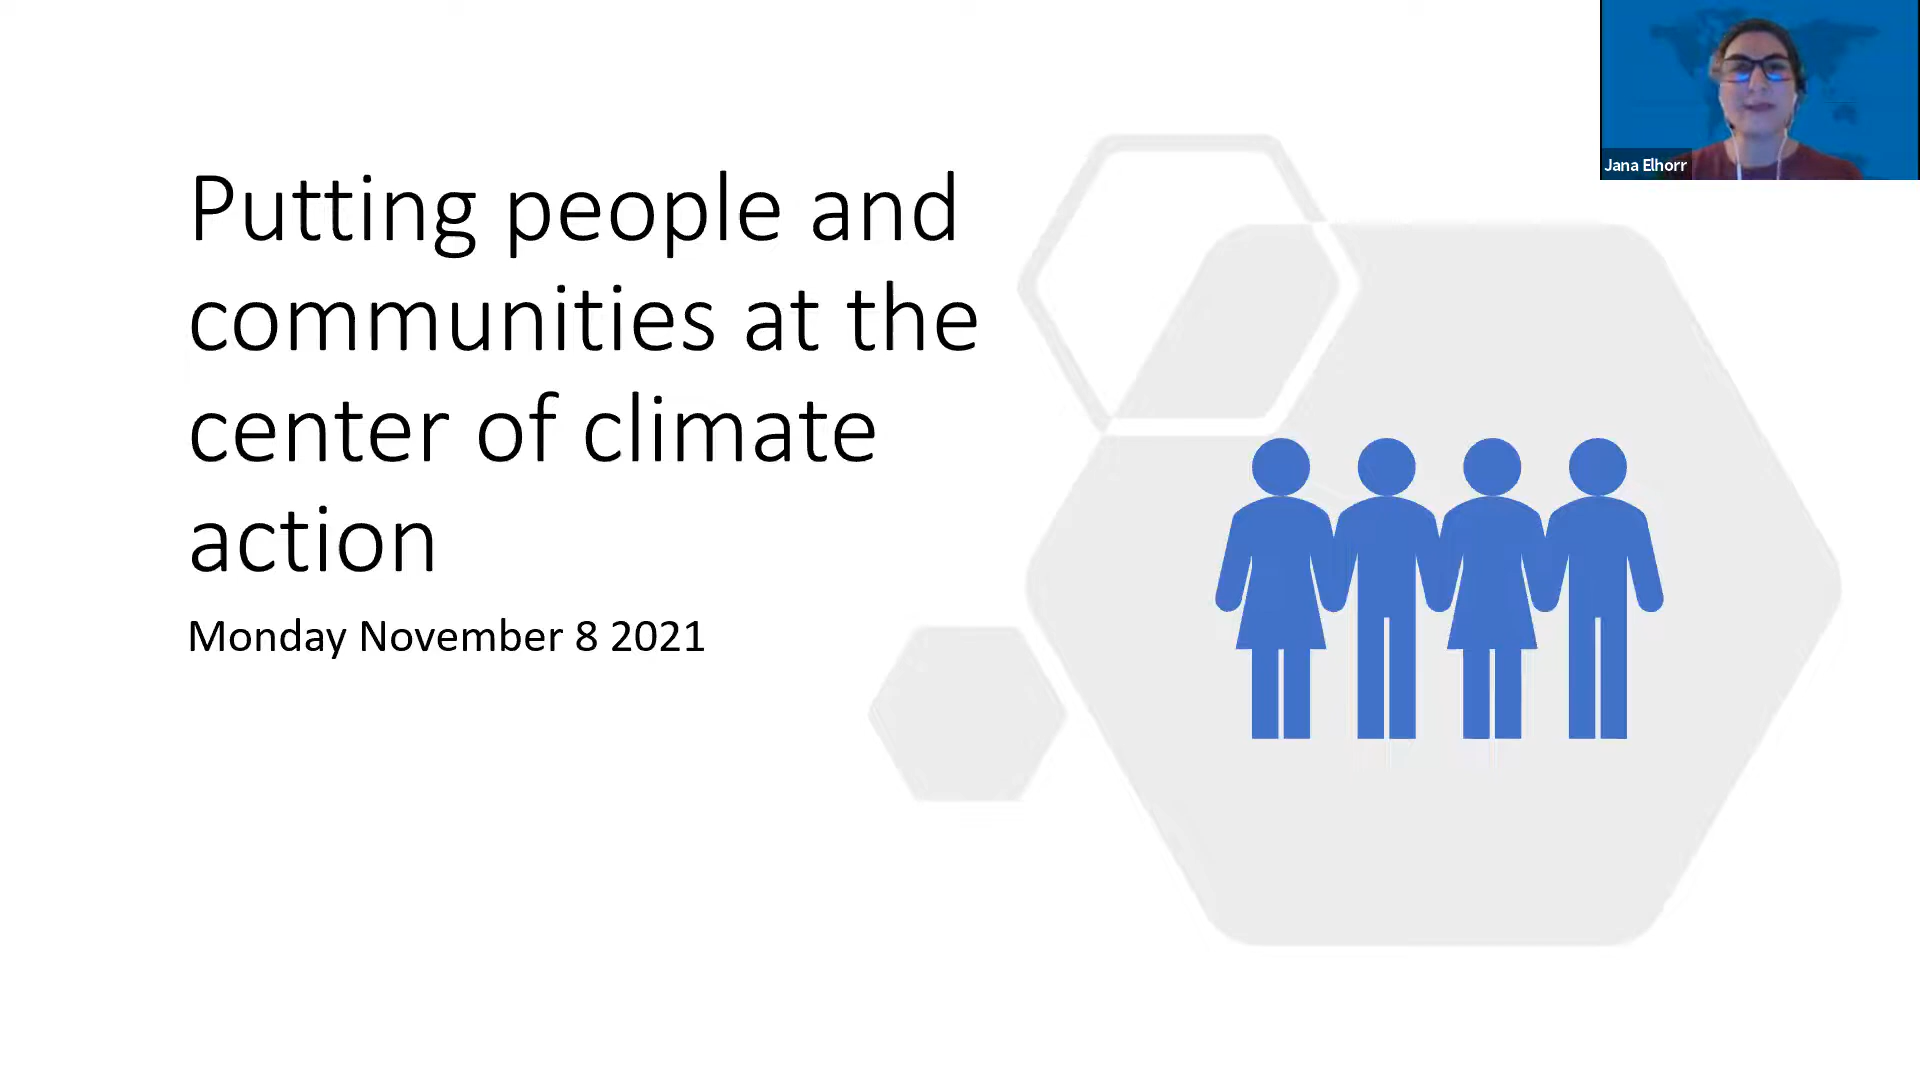 Putting people and
communities at the
center of climate
action
Monday November 8 2021
Jana Elhorr